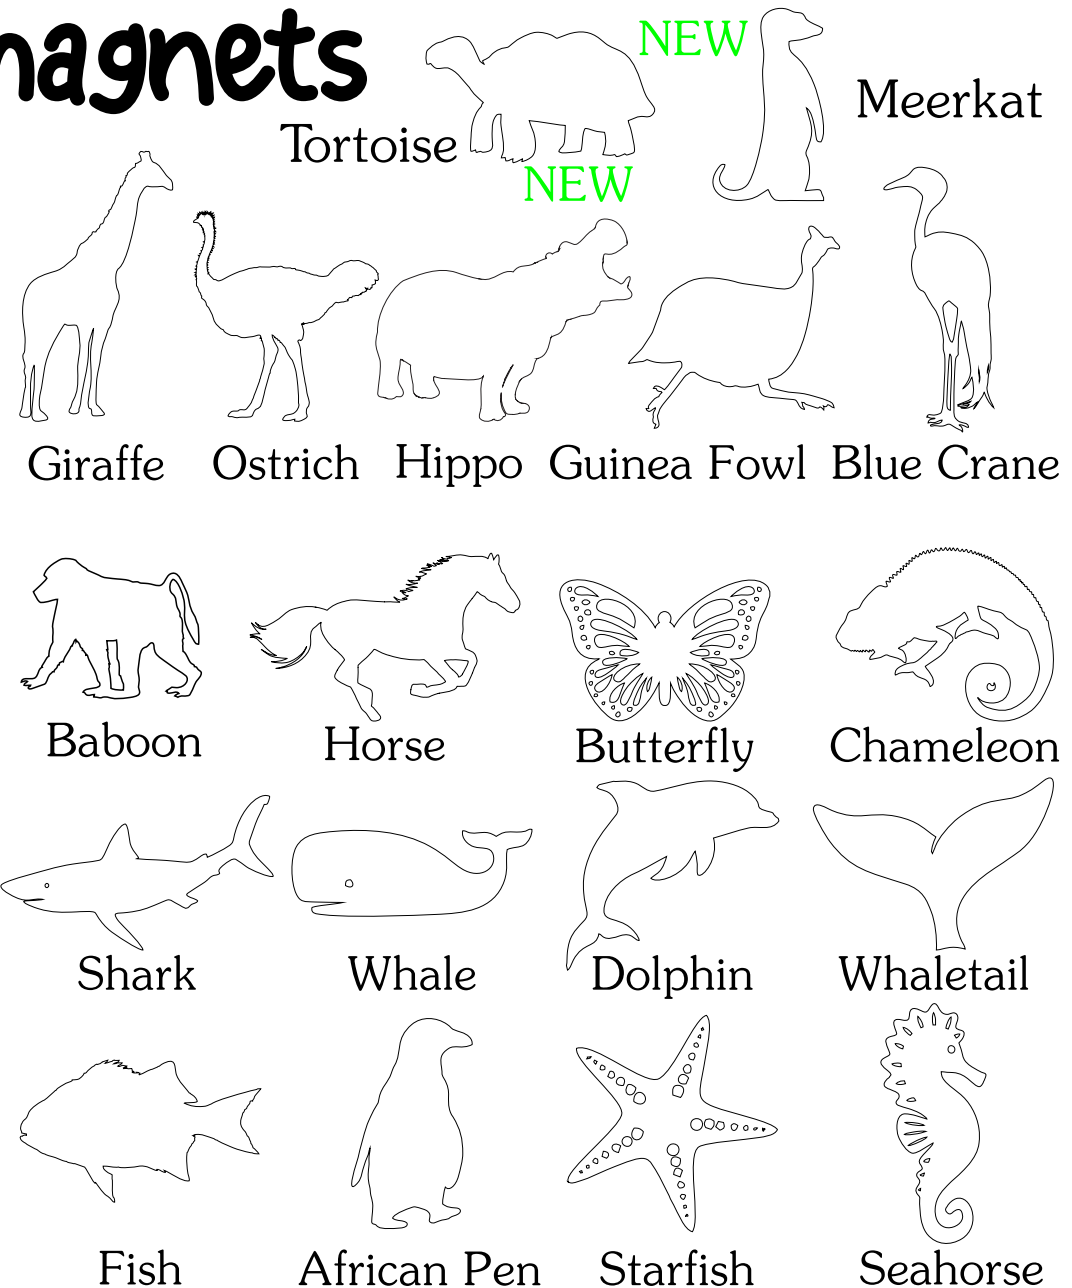 magnets
NEW
Meerkat
Tortoise
NEW
Giraffe Ostrich Hippo Guinea Fowl Blue Crane
Baboon Horse Butterfly Chameleon
Shark Whale Dolphin Whaletail
Fish African Pen Starfish Seahorse